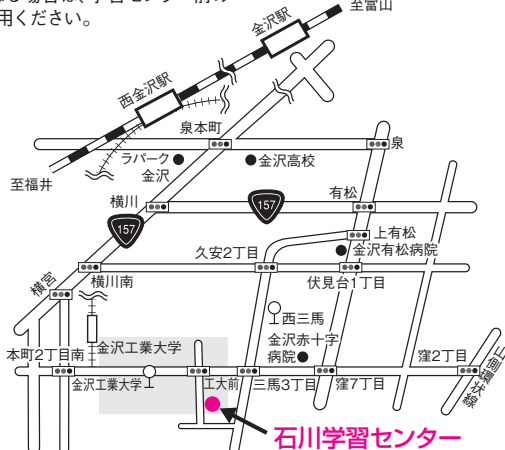 用ください。
至富山
金沢駅
西金沢駅
泉本町
泉
ラパーク
金沢
金沢高校
至福井
横川
157
157
有松
上有松
金沢有松病院
久安2丁目
横川南
伏見台1丁目
横宮
西三馬
金沢赤十字
病院
本町2丁目南
金沢工業大学
窪2丁目
山側環状線
金沢工業大学
工大前
三馬3丁目
窪7丁目
石川学習センター